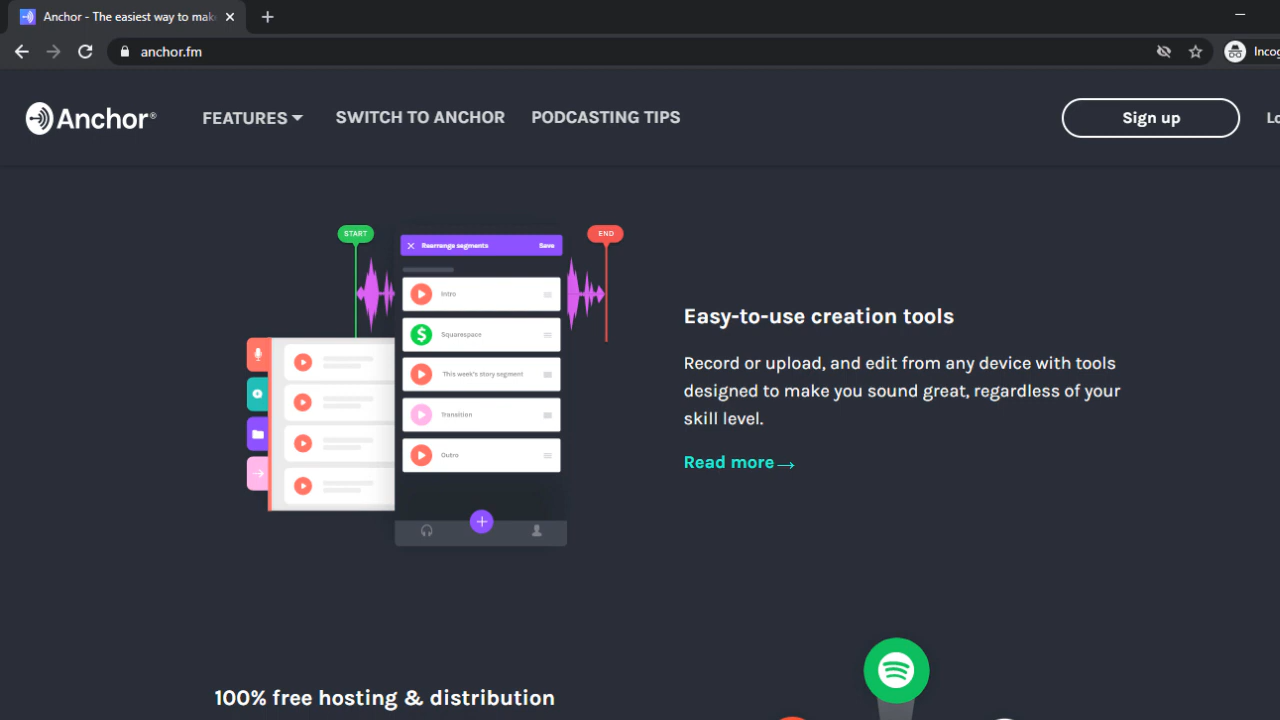 Anchor - The easiest way to mak
anchor.fm
Incog
Anchor®
FEATURES
SWITCH TO ANCHOR
PODCASTING TIPS
Sign up
Lo
START
END
Rearrange segments
Save
Intro
Squarespace
This week's story segment
Transition
Outro
Easy-to-use creation tools
Record or upload, and edit from any device with tools
designed to make you sound great, regardless of your
skill level.
Read more→
100% free hosting & distribution